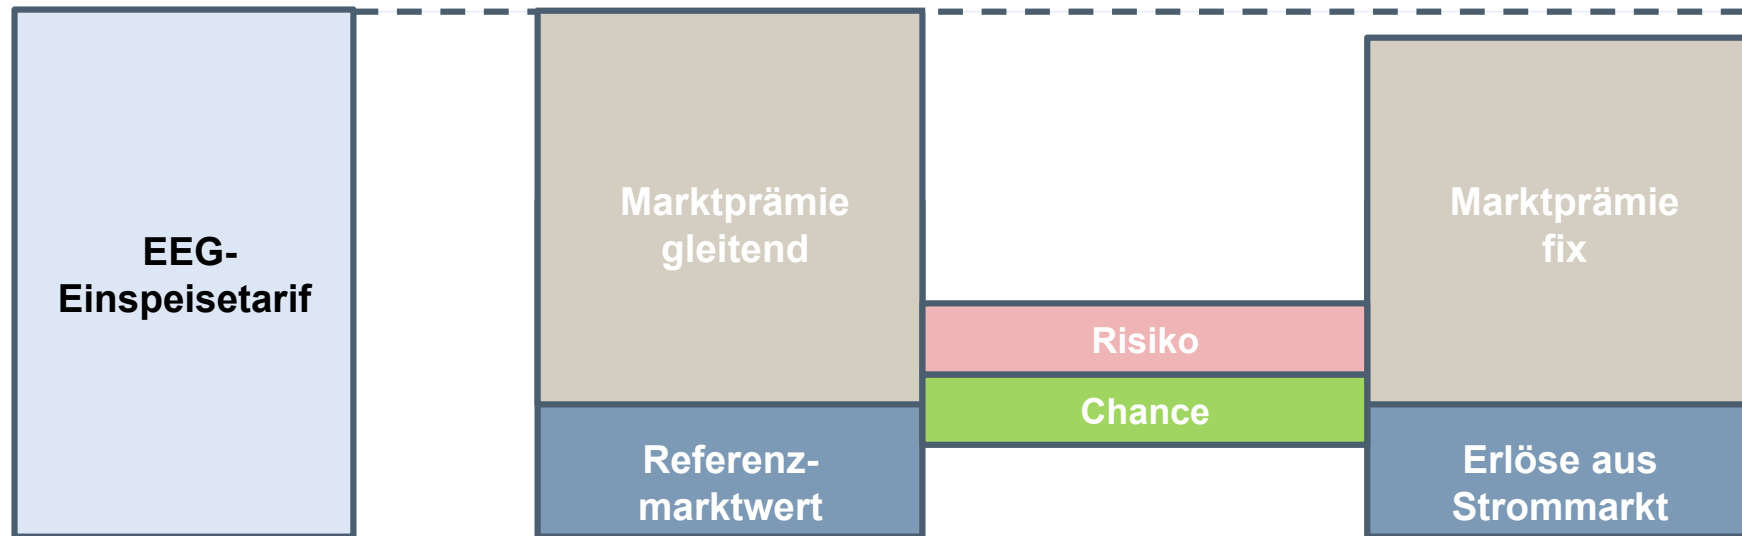 EEG-
Einspeisetarif
Marktprämie
gleitend
Referenz-
marktwert
Risiko
Chance
Marktprämie
fix
Erlöse aus
Strommarkt